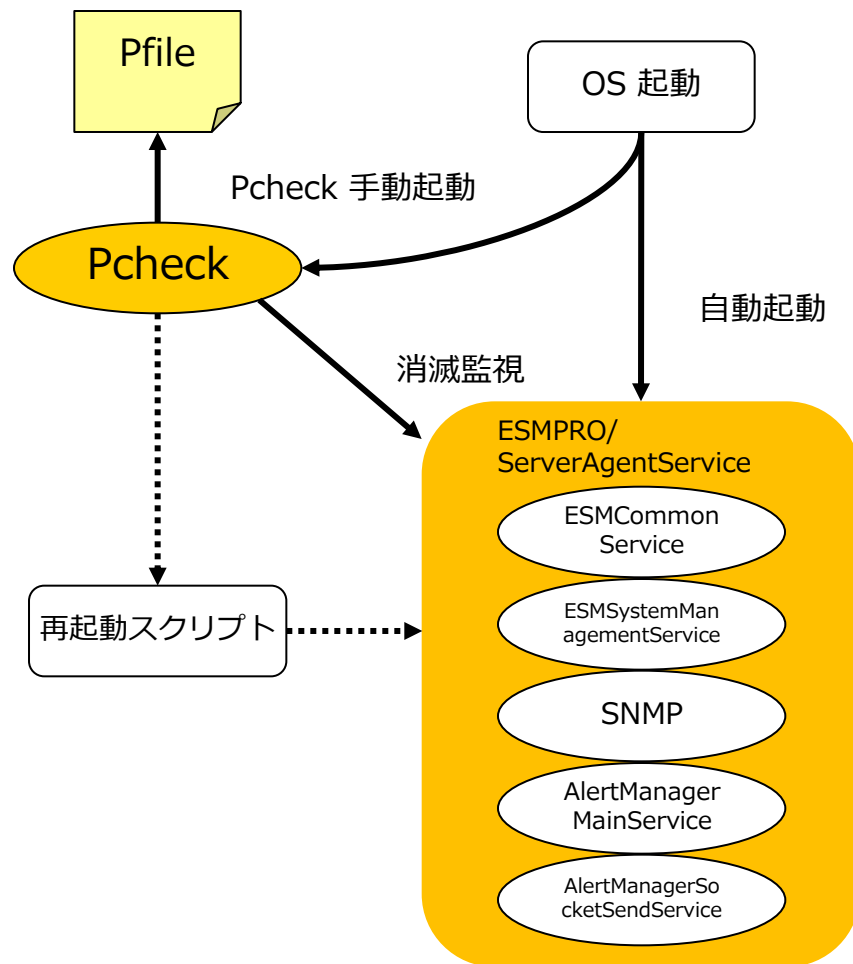 Pfile
OS 起動
Pcheck 手動起動
Pcheck
自動起動
消滅監視
ESMPRO/
ServerAgentService
ESMCommon
Service
ESMSystemMan
agementService
再起動スクリプト
SNMP
AlertManager
MainService
AlertManagerSo
cketSendService